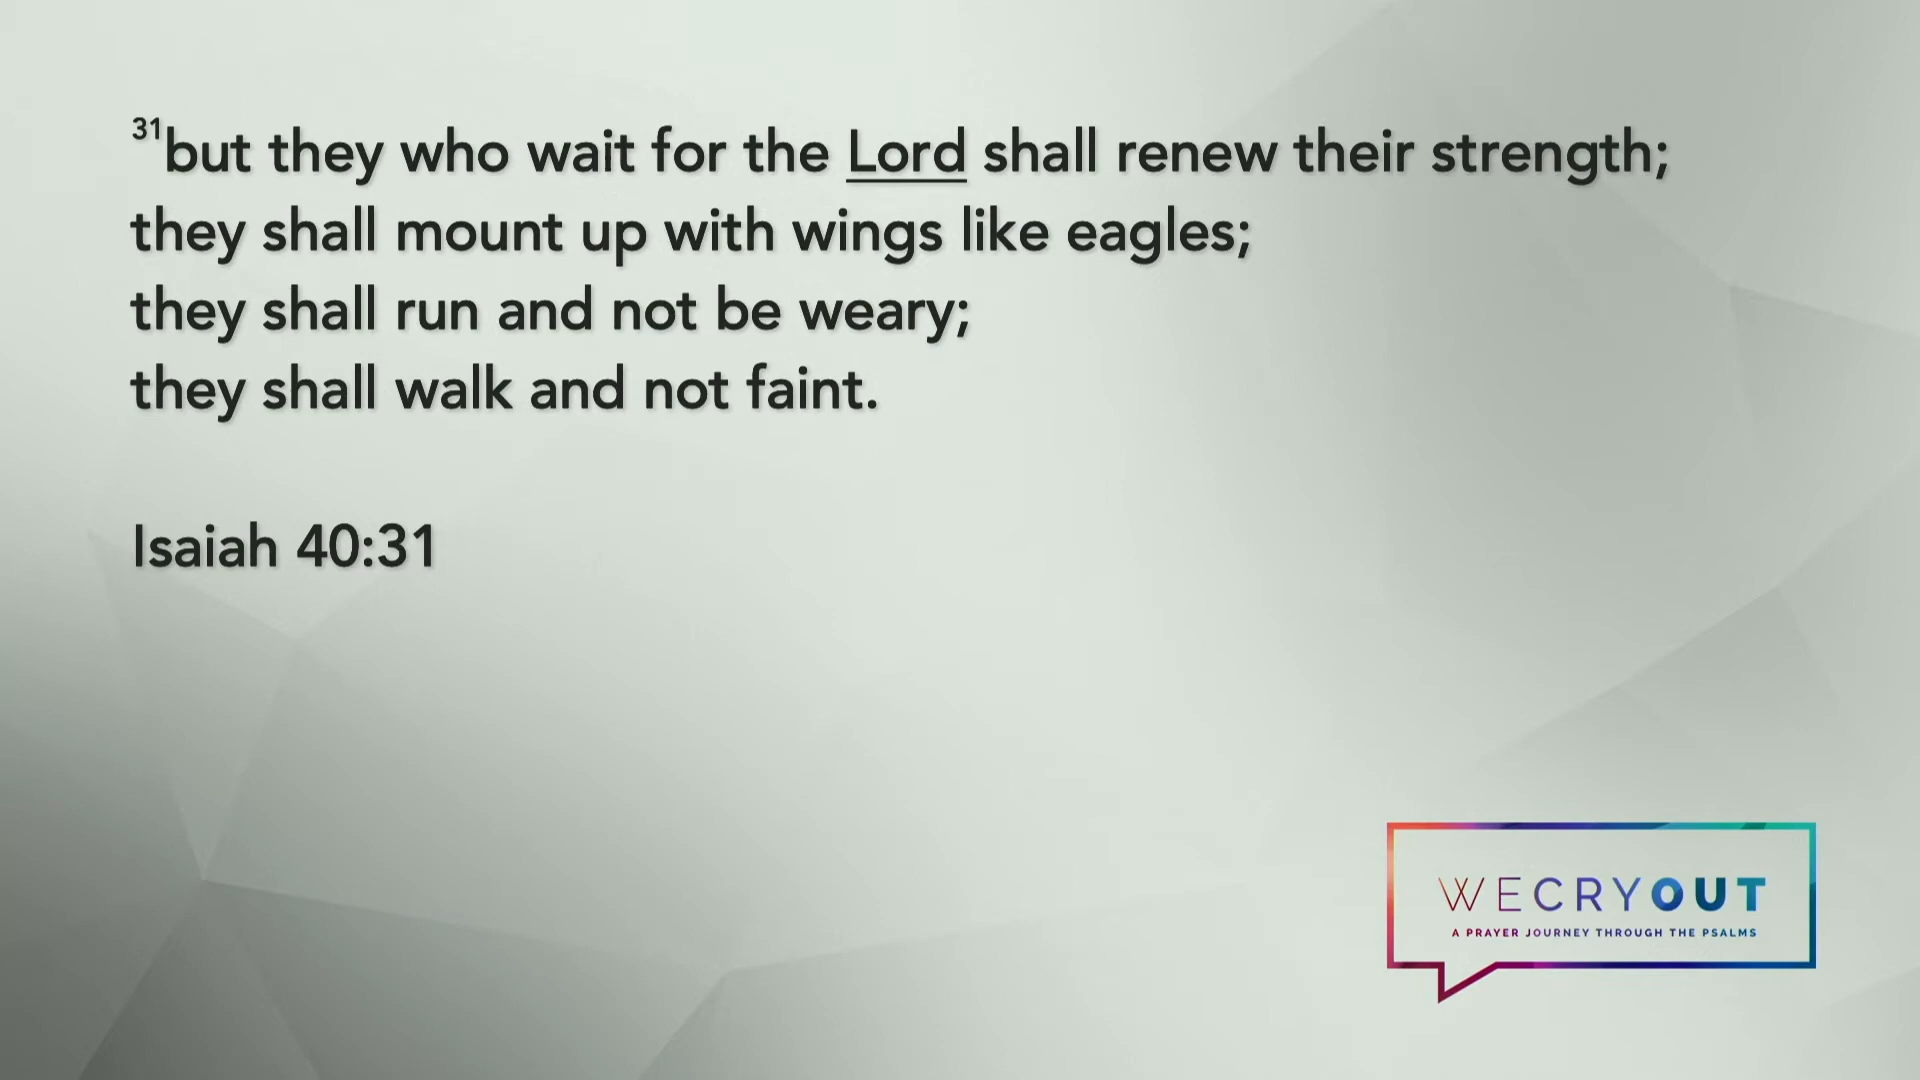 31but they who wait for the Lord shall renew their strength;
they shall mount up with wings like eagles;
they shall run and not be weary;
they shall walk and not faint.
Isaiah 40:31
WECRYOUT
A PRAYER JOURNEY THROUGH THE PSALMS